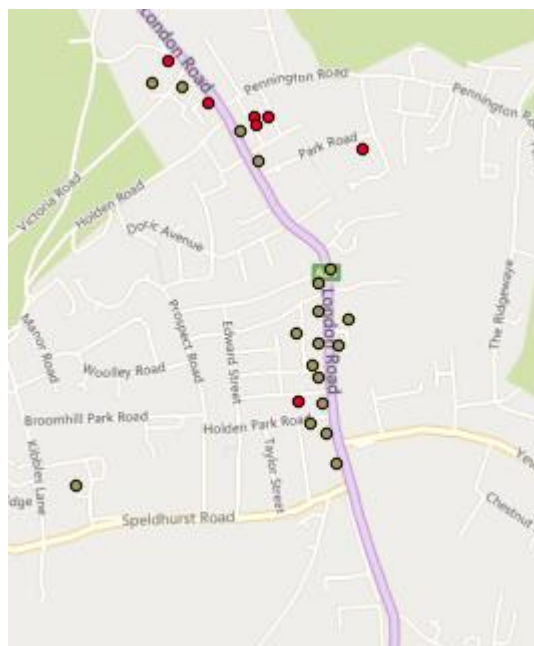 London Road
Pennington Road
Pennington Ro
Park Road
Victoria Road
Holden Road
Doric Avenue
London Road
The Ridgewaye
Manor Road
Prospect Road
Edward Street
Woolley Road
Broomhill Park Road
Holden Park Road
Kibbles Lane
Taylor Street
Yew
dge
Speldhurst Road
Chestnut